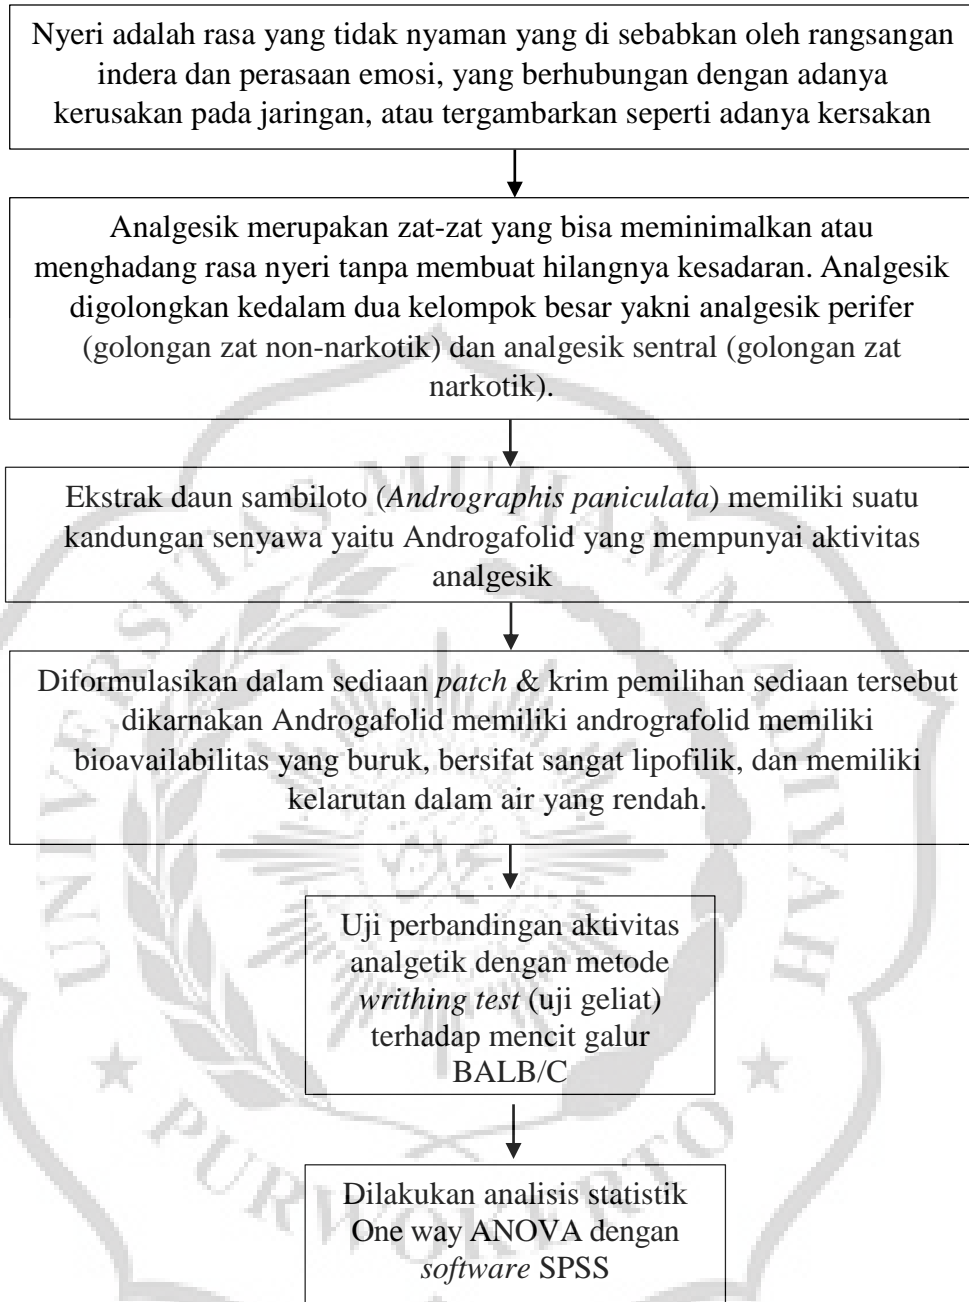 Nyeri adalah rasa yang tidak nyaman yang di sebabkan oleh rangsangan
indera dan perasaan emosi, yang berhubungan dengan adanya
kerusakan pada jaringan, atau tergambarkan seperti adanya kersakan
Analgesik merupakan zat-zat yang bisa meminimalkan atau
menghadang rasa nyeri tanpa membuat hilangnya kesadaran. Analgesik
digolongkan kedalam dua kelompok besar yakni analgesik perifer
(golongan zat non-narkotik) dan analgesik sentral (golongan zat
narkotik).
Ekstrak daun sambiloto (Andrographis paniculata) memiliki suatu
kandungan senyawa yaitu Androgafolid yang mempunyai aktivitas
analgesik
Diformulasikan dalam sediaan patch & krim pemilihan sediaan tersebut
dikarnakan Androgafolid memiliki andrografolid memiliki
bioavailabilitas yang buruk, bersifat sangat lipofilik, dan memiliki
kelarutan dalam air yang rendah.
Uji perbandingan aktivitas
analgetik dengan metode
writhing test (uji geliat)
terhadap mencit galur
BALB/C
Dilakukan analisis statistik
One way ANOVA dengan
software SPSS
UNIVERSITAS MUHAMMADIYAH
PURWOKERTO